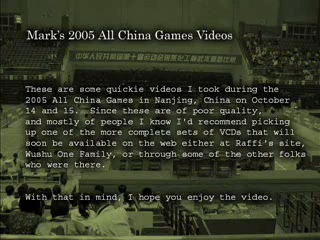 Mark's 2005 All China Games Videos
These are some quickie videos I took during the
2005 All China Games in Nanjing, China on October
14 and 15.  Since these are of poor quality,
and mostly of people I know I'd recommend picking
up one of the more complete sets of VCDs that will
soon be available on the web either at Raffi's site,
Wushu One Family, or through some of the other folks
who were there.
With that in mind, I hope you enjoy the video.